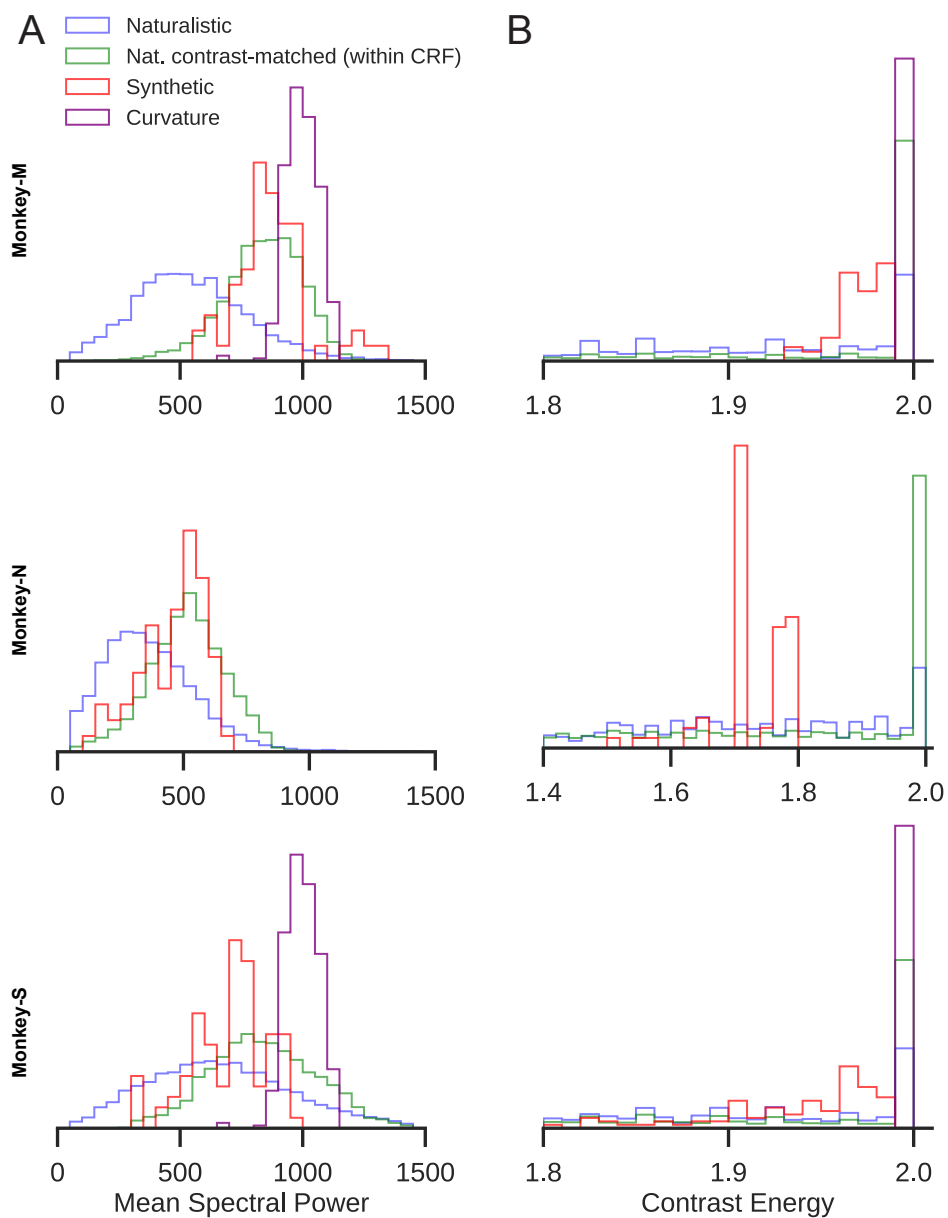 A
B
Naturalistic
Nat. contrast-matched (within CRF)
Synthetic
Curvature
Monkey-M
0 500 1000 1500
1.8 1.9 2.0
Monkey-N
0 500 1000 1500
1.4 1.6 1.8 2.0
Monkey-S
0 500 1000 1500
1.8 1.9 2.0
Mean Spectral Power
Contrast Energy